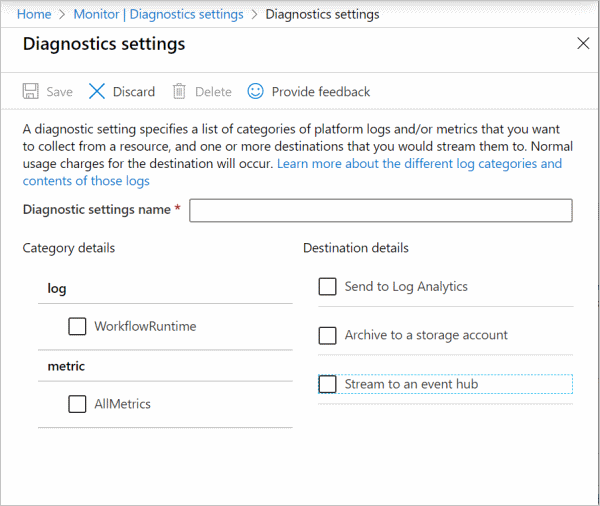 Home > Monitor | Diagnostics settings > Diagnostics settings
Diagnostics settings
Save Discard Delete Provide feedback
A diagnostic setting specifies a list of categories of platform logs and/or metrics that you want
to collect from a resource, and one or more destinations that you would stream them to. Normal
usage charges for the destination will occur. Learn more about the different log categories and
contents of those logs
Diagnostic settings name *
Category details
Destination details
log
Send to Log Analytics
WorkflowRuntime
Archive to a storage account
metric
Stream to an event hub
AllMetrics